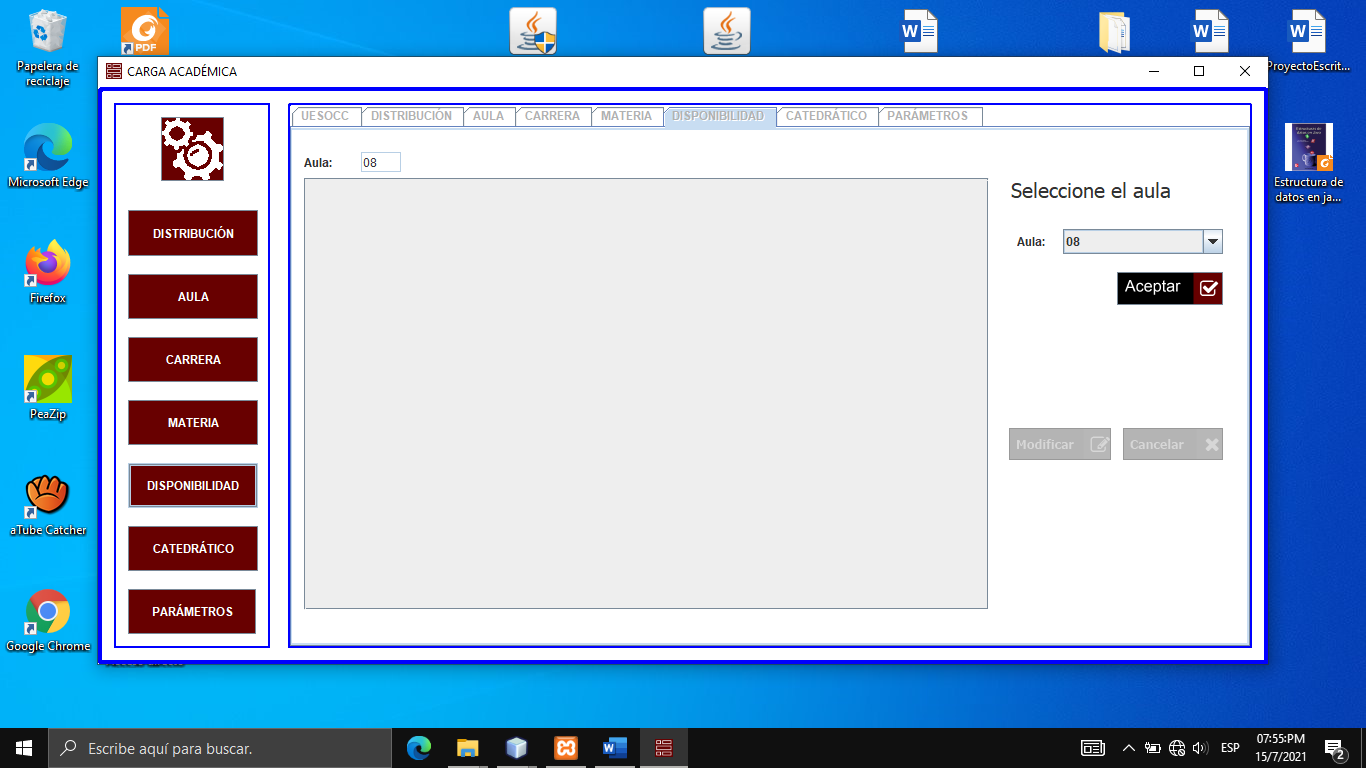 Papelera de
reciclaje
PDF
ProyectoEscrit...
CARGA ACADÉMICA
UESOCC
DISTRIBUCIÓN
AULA
CARRERA
MATERIA
DISPONIBILIDAD
CATEDRÁTICO
PARÁMETROS
Aula:
08
Seleccione el aula
Aula:
08
Aceptar
Modificar
Cancelar
DISTRIBUCIÓN
AULA
CARRERA
MATERIA
DISPONIBILIDAD
CATEDRÁTICO
PARÁMETROS
Microsoft Edge
Firefox
PeaZip
aTube Catcher
Google Chrome
Estructura de
datos en ja...
Escribe aquí para buscar.
ESP
07:55:PM
15/7/2021
2